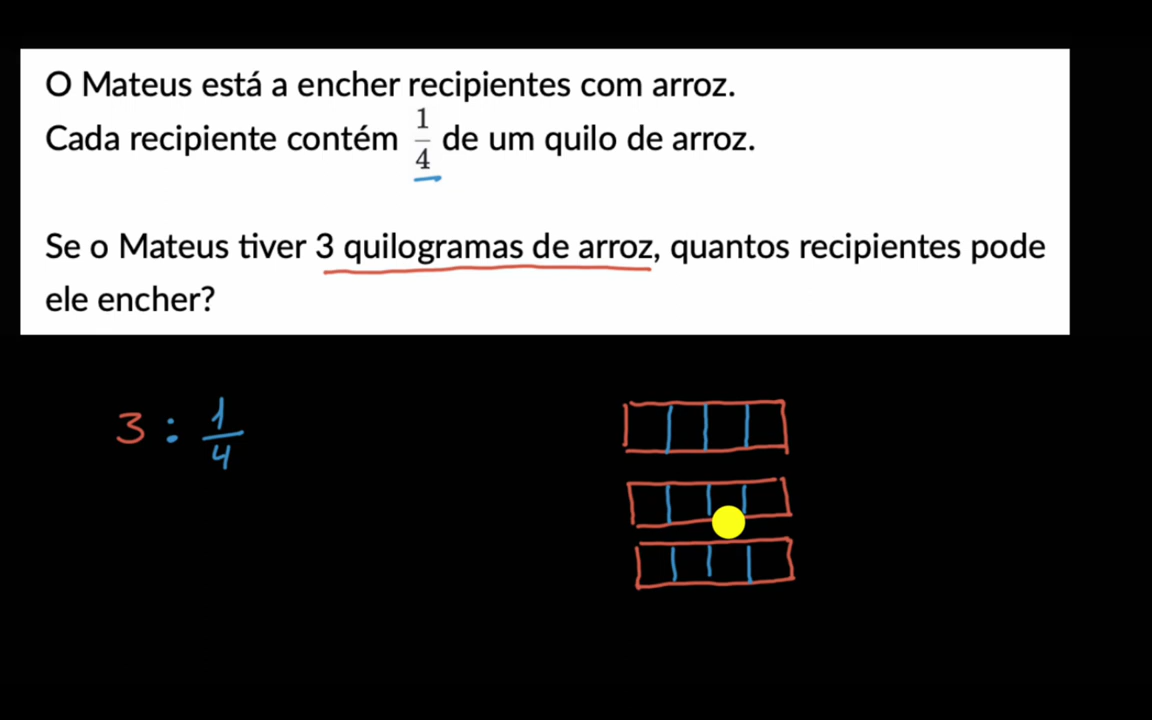 O Mateus está a encher recipientes com arroz.
Cada recipiente contém 1/4 de um quilo de arroz.
Se o Mateus tiver 3 quilogramas de arroz, quantos recipientes pode
ele encher?
3 : 1/4